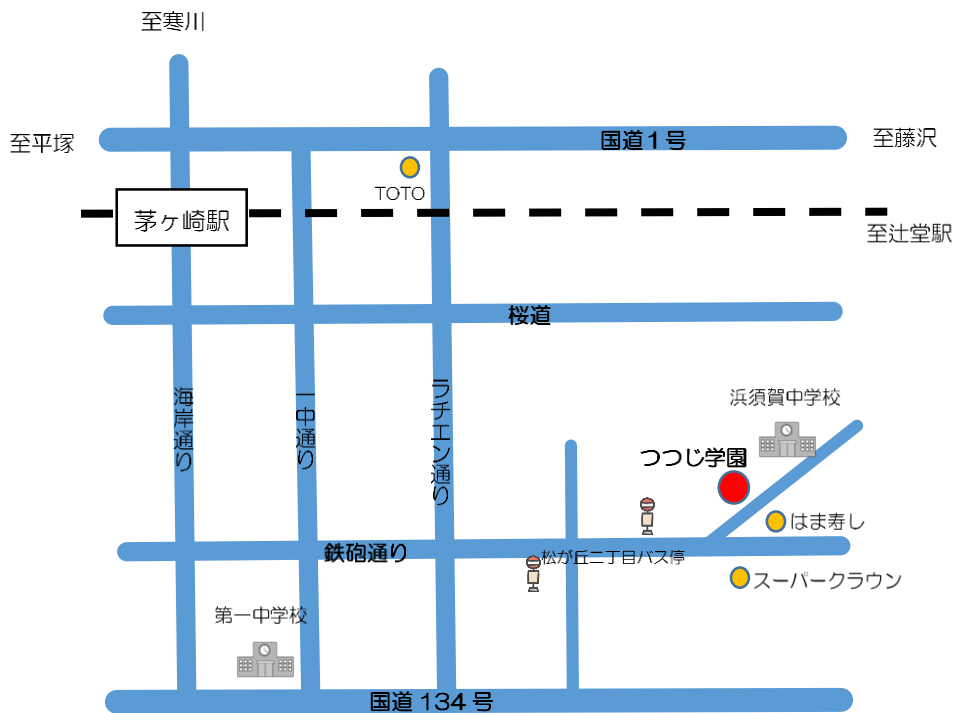 至寒川
至平塚
国道1号
至藤沢
TOTO
茅ヶ崎駅
至辻堂駅
桜道
海岸通り
一中通り
ラチエン通り
浜須賀中学校
つつじ学園
はま寿し
鉄砲通り
松が丘二丁目バス停
スーパークラウン
第一中学校
国道 134 号